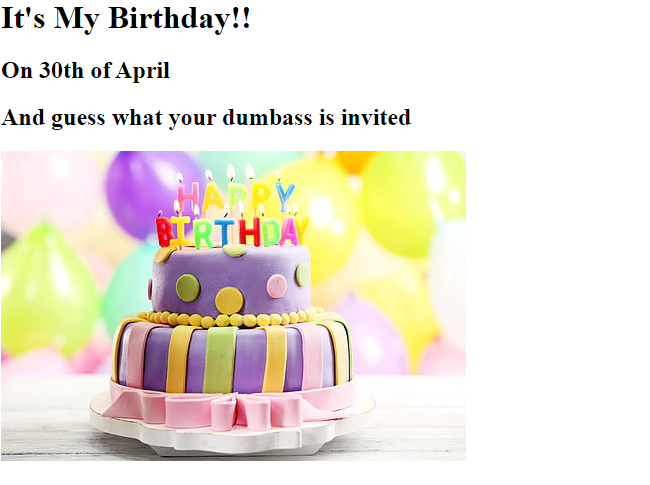 It's My Birthday!!
On 30th of April
And guess what your dumbass is invited
HAPPY
BIRTHDAY